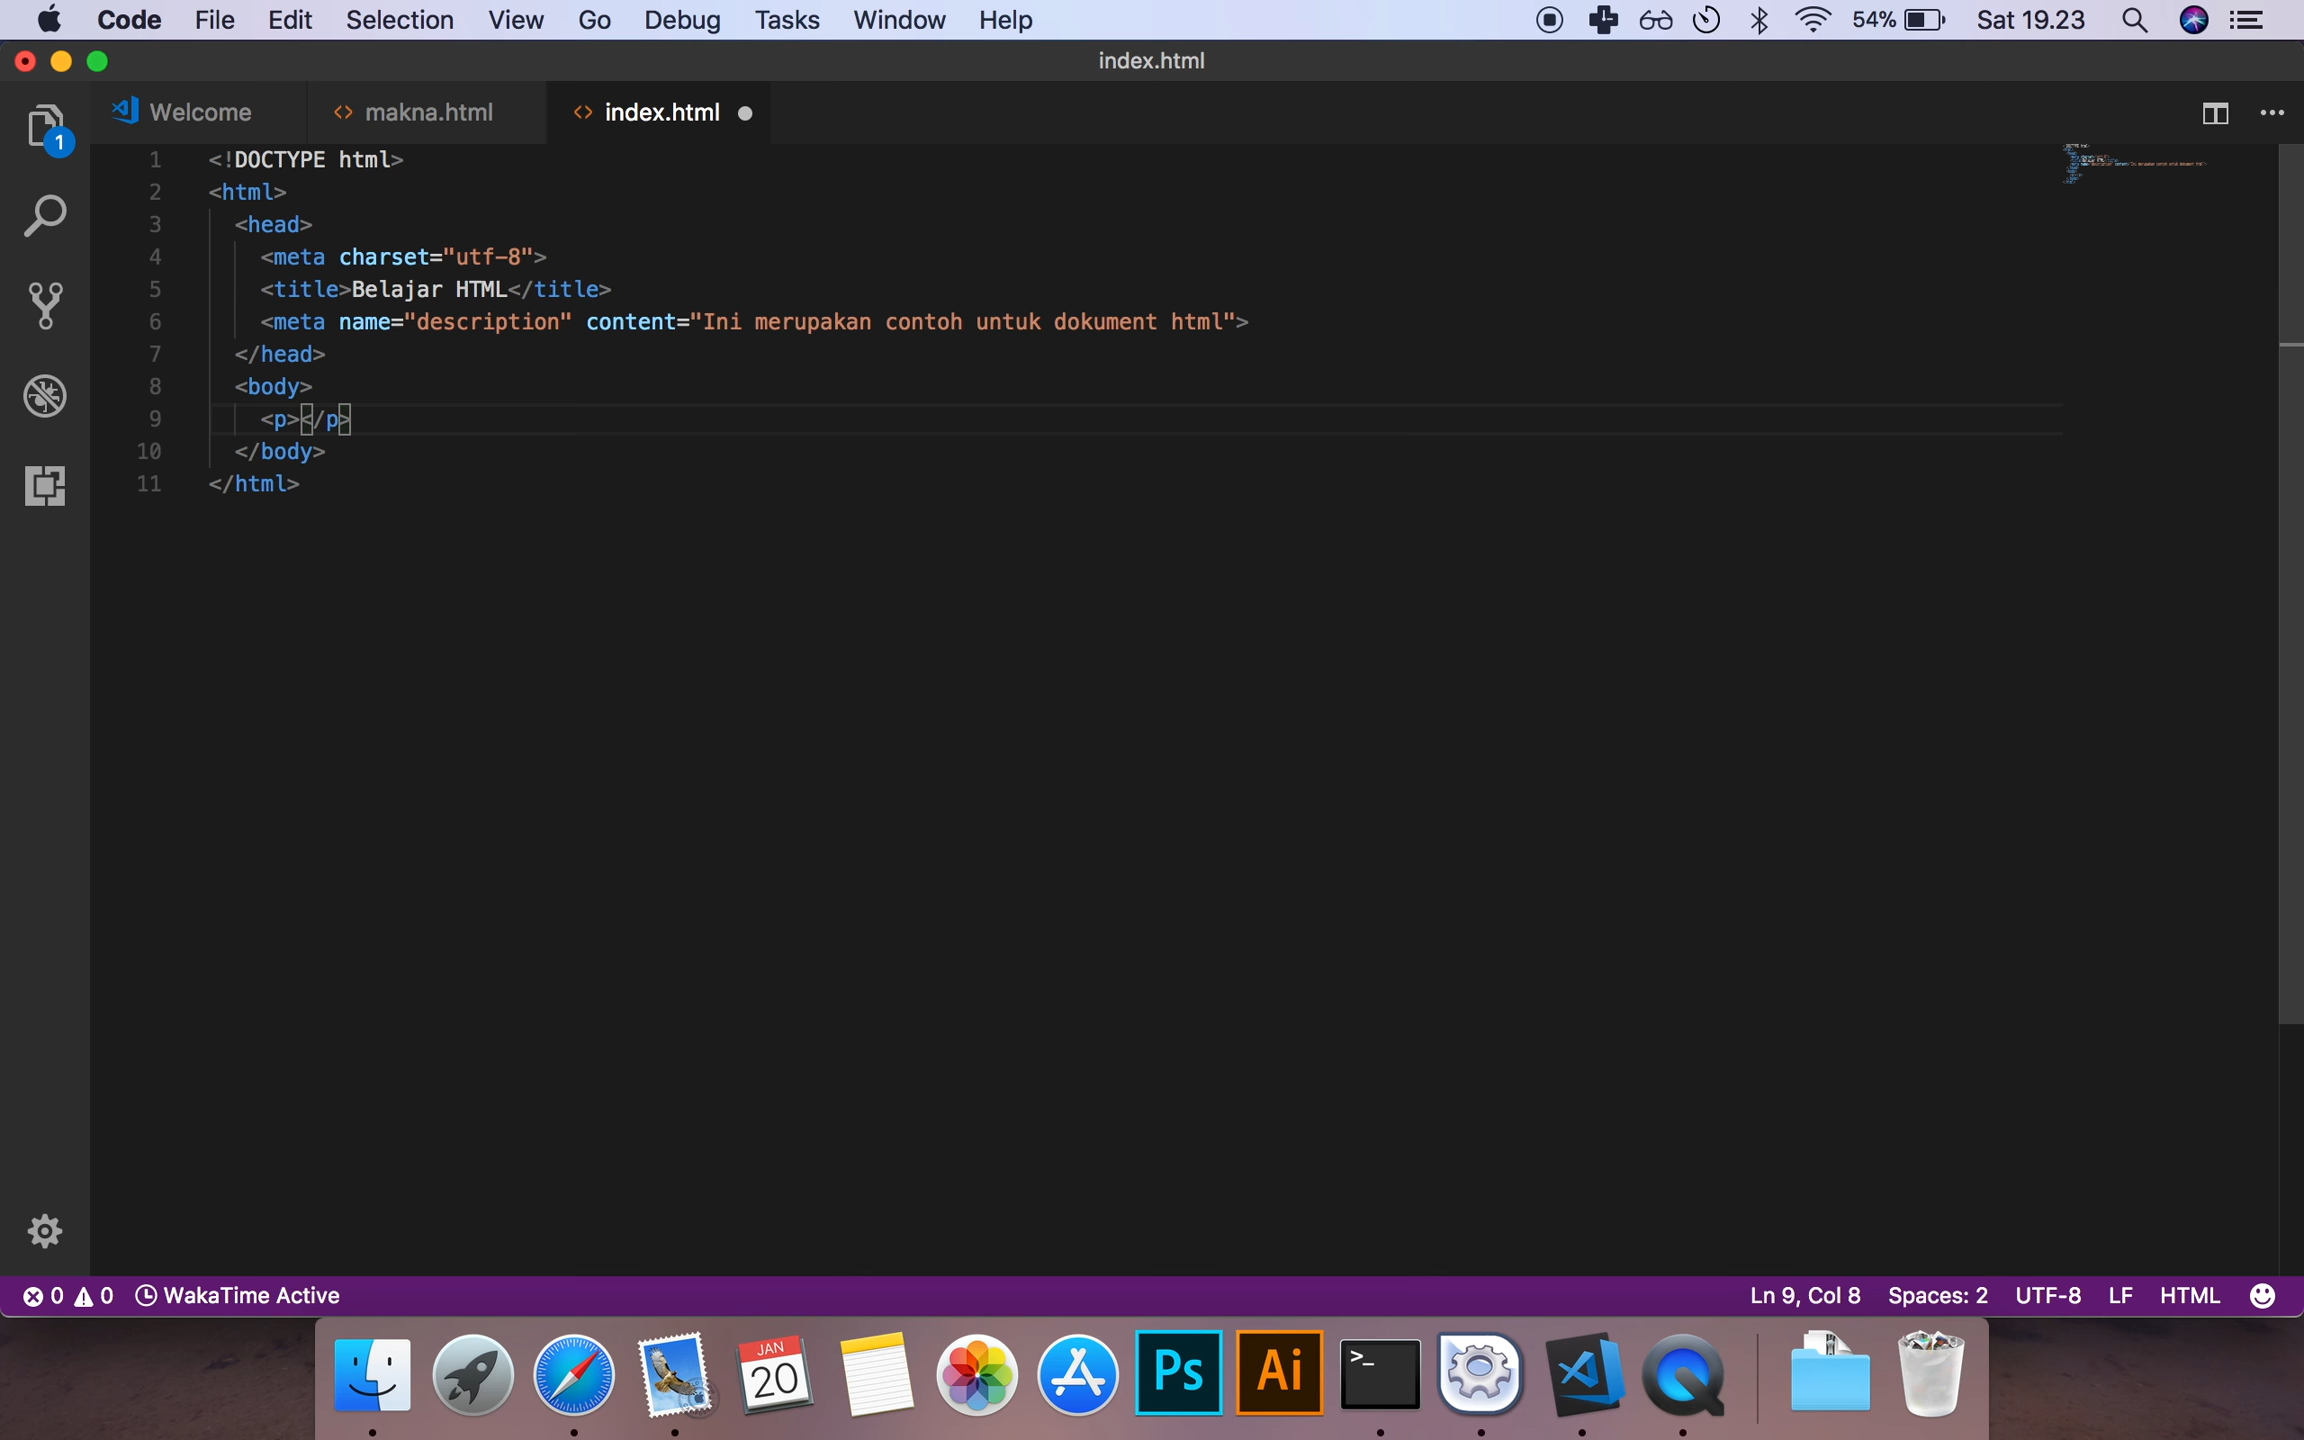 Code File Edit Selection View Go Debug Tasks Window Help 54% Sat 19.23
index.html
Welcome makna.html index.html
1
1 <!DOCTYPE html>
2 <html>
3 <head>
4 <meta charset="utf-8">
5 <title>Belajar HTML</title>
6 <meta name="description" content="Ini merupakan contoh untuk dokument html">
7 </head>
8 <body>
9 <p></p>
10 </body>
11 </html>
0 0 WakaTime Active Ln 9, Col 8 Spaces: 2 UTF-8 LF HTML
JAN
20
Ps
Ai
>_